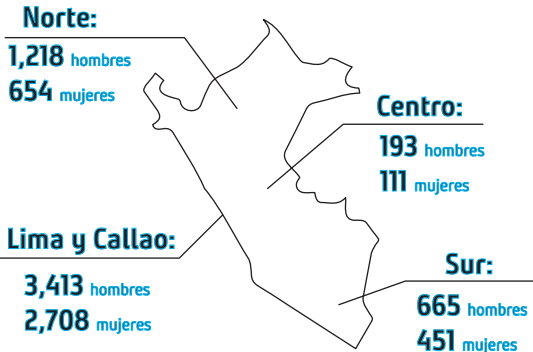 Norte:
1,218 hombres
654 mujeres
Centro:
193 hombres
111 mujeres
Lima y Callao:
3,413 hombres
2,708 mujeres
Sur:
665 hombres
451 mujeres